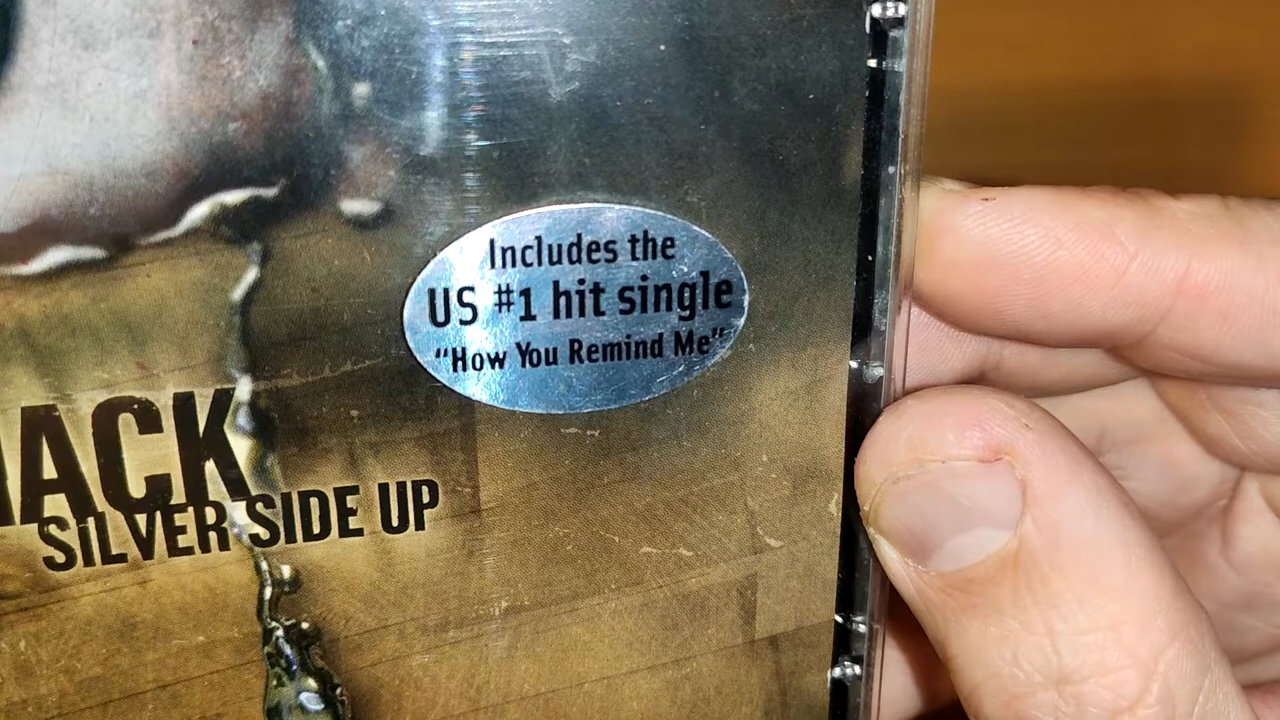 Includes the
US #1 hit single
“How You Remind Me”
ACK
SILVER SIDE UP